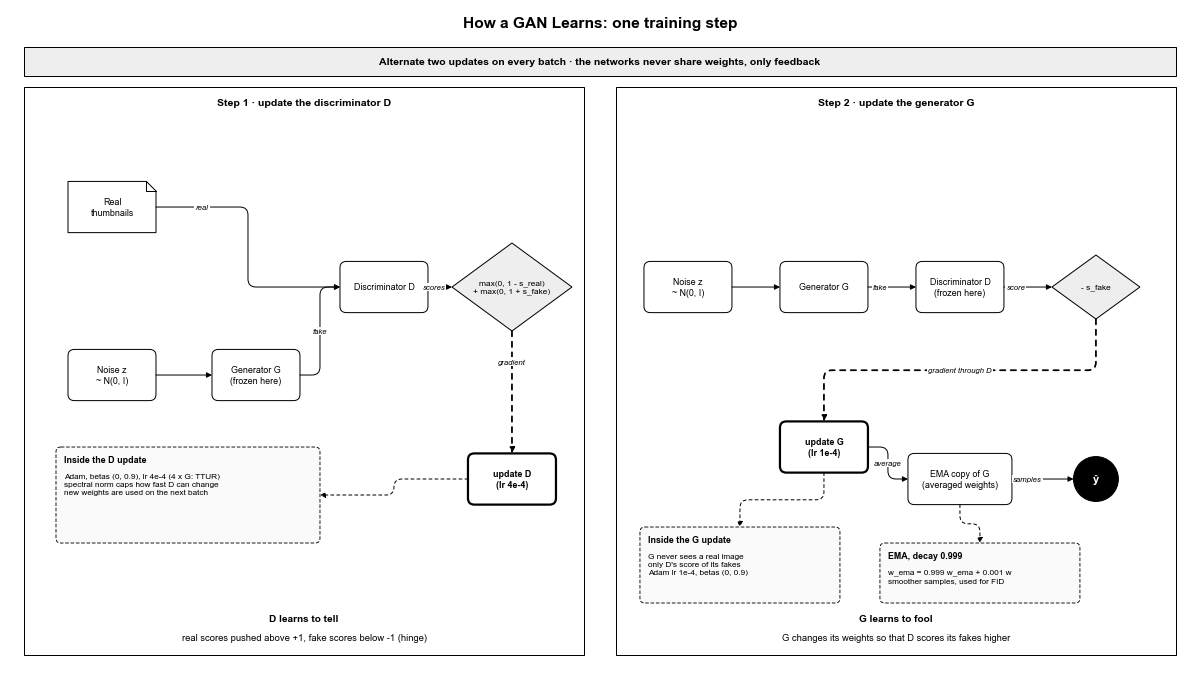 How a GAN Learns: one training step
Alternate two updates on every batch · the networks never share weights, only feedback
Step 1 · update the discriminator D
Real
thumbnails
real
Noise z
~ N(0, I)
Generator G
(frozen here)
fake
Discriminator D
scores
max(0, 1 - s_real)
+ max(0, 1 + s_fake)
gradient
update D
(lr 4e-4)
Inside the D update
Adam, betas (0, 0.9), lr 4e-4 (4 x G: TTUR)
spectral norm caps how fast D can change
new weights are used on the next batch
D learns to tell
real scores pushed above +1, fake scores below -1 (hinge)
Step 2 · update the generator G
Noise z
~ N(0, I)
Generator G
fake
Discriminator D
(frozen here)
score
- s_fake
gradient through D
update G
(lr 1e-4)
average
EMA copy of G
(averaged weights)
samples
ŷ
Inside the G update
G never sees a real image
only D's score of its fakes
Adam lr 1e-4, betas (0, 0.9)
EMA, decay 0.999
w_ema = 0.999 w_ema + 0.001 w
smoother samples, used for FID
G learns to fool
G changes its weights so that D scores its fakes higher